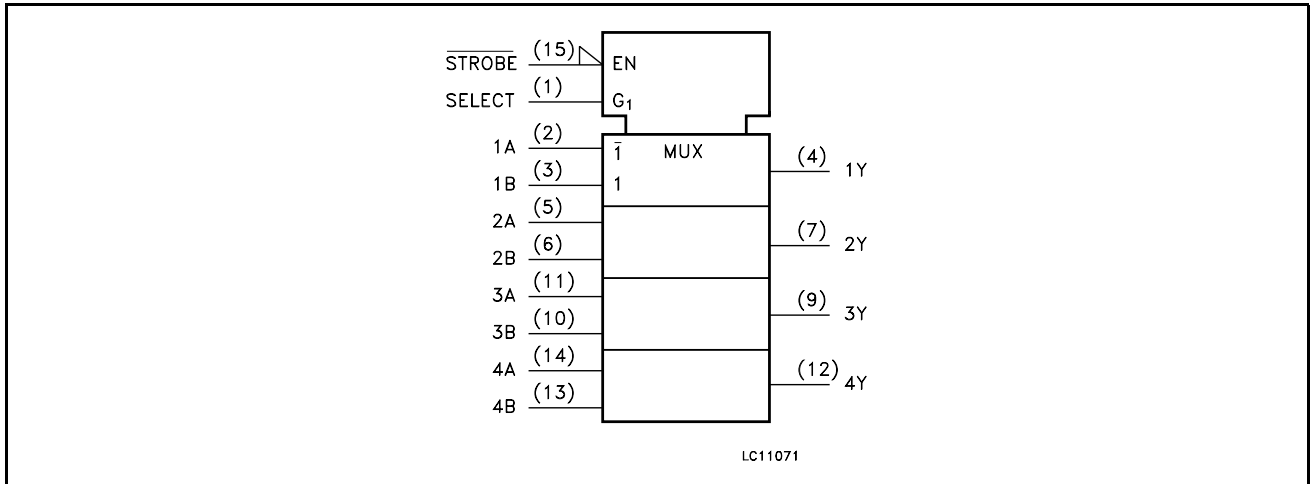 S̅T̅R̅O̅B̅E̅ (15) EN
SELECT (1) G₁
1A (2) 1̅ MUX (4) 1Y
1B (3) 1
2A (5) (7) 2Y
2B (6)
3A (11) (9) 3Y
3B (10)
4A (14) (12) 4Y
4B (13)
LC11071